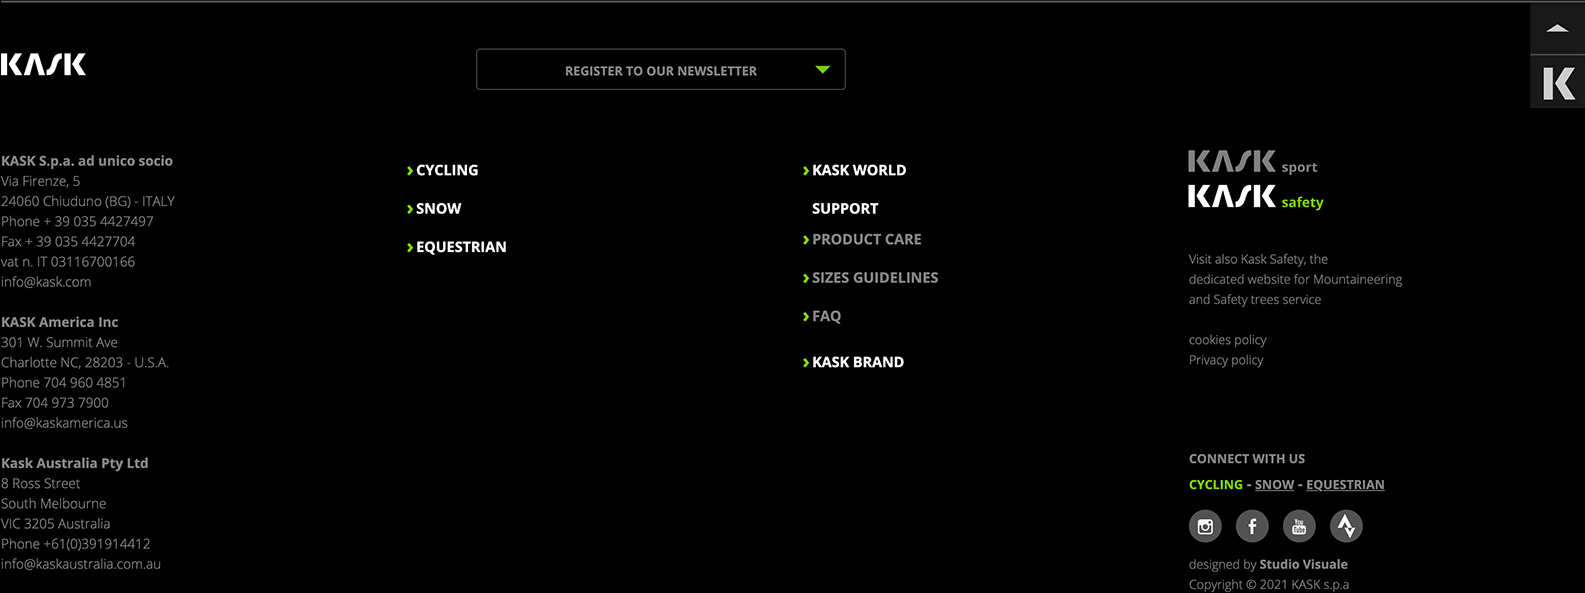 KASK
REGISTER TO OUR NEWSLETTER
K
KASK S.p.a. ad unico socio
Via Firenze, 5
24060 Chiuduno (BG) - ITALY
Phone + 39 035 4427497
Fax + 39 035 4427704
vat n. IT 03116700166
info@kask.com
KASK America Inc
301 W. Summit Ave
Charlotte NC, 28203 - U.S.A.
Phone 704 960 4851
Fax 704 973 7900
info@kaskamerica.us
Kask Australia Pty Ltd
8 Ross Street
South Melbourne
VIC 3205 Australia
Phone +61(0)391914412
info@kaskaustralia.com.au
CYCLING
SNOW
EQUESTRIAN
KASK WORLD
SUPPORT
PRODUCT CARE
SIZES GUIDELINES
FAQ
KASK BRAND
KASK sport
KASK safety
Visit also Kask Safety, the
dedicated website for Mountaineering
and Safety trees service
cookies policy
Privacy policy
CONNECT WITH US
CYCLING - SNOW - EQUESTRIAN
You
Tube
designed by Studio Visuale
Copyright © 2021 KASK s.p.a